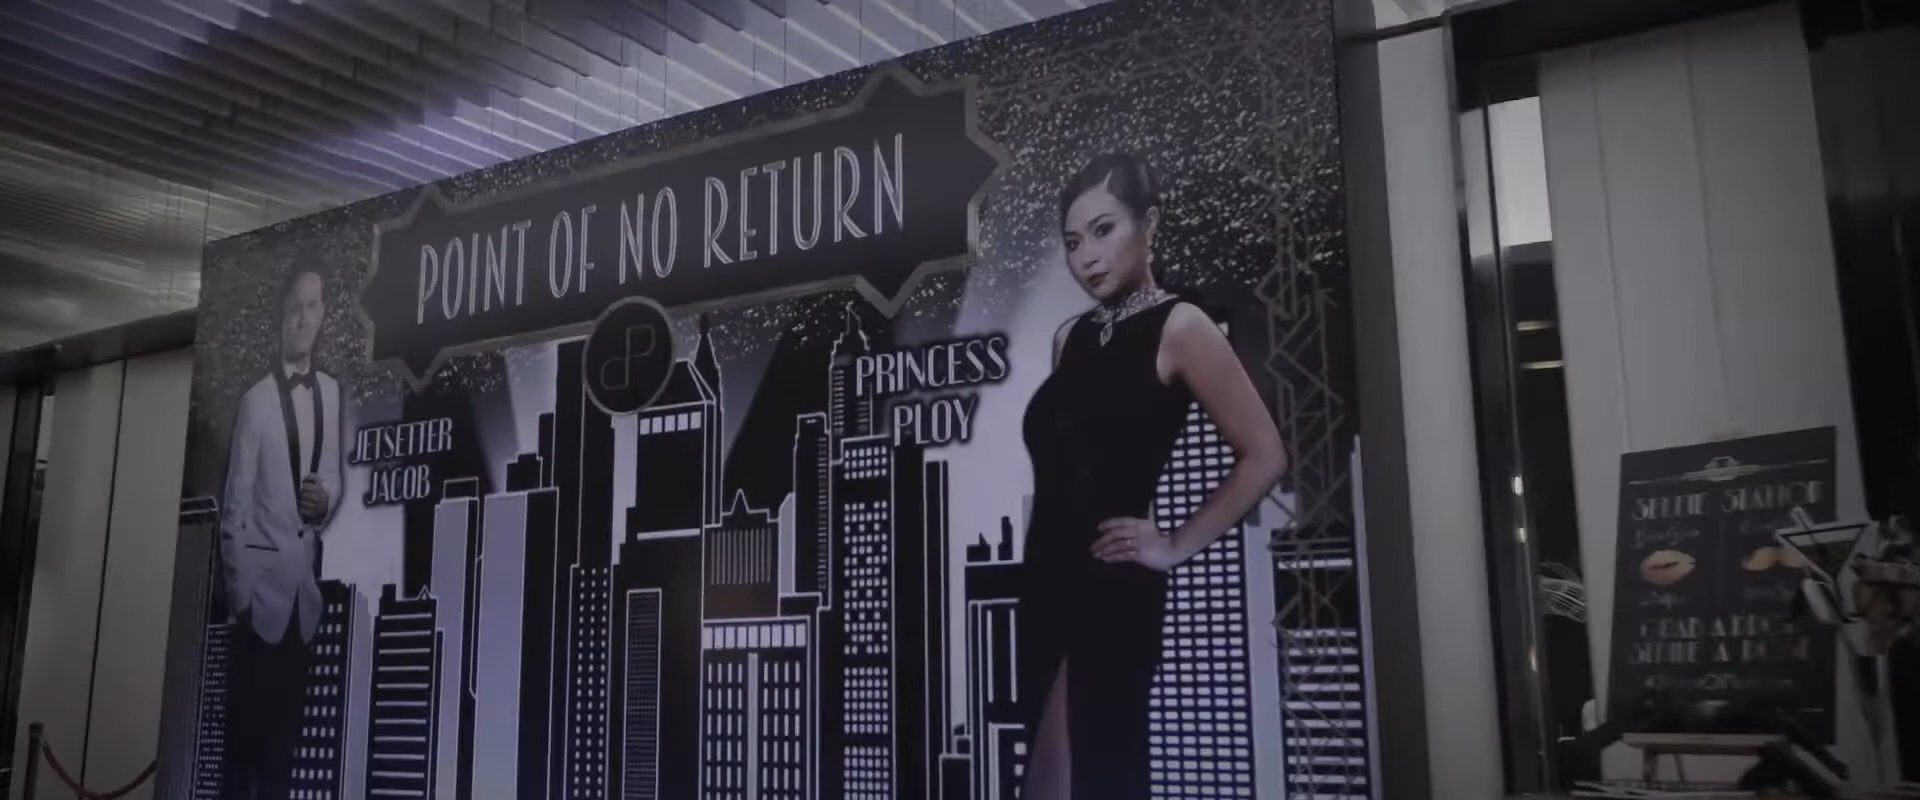 POINT OF NO RETURN
JETSETTER
JACOB
PRINCESS
PLOY
SELFIE STATION